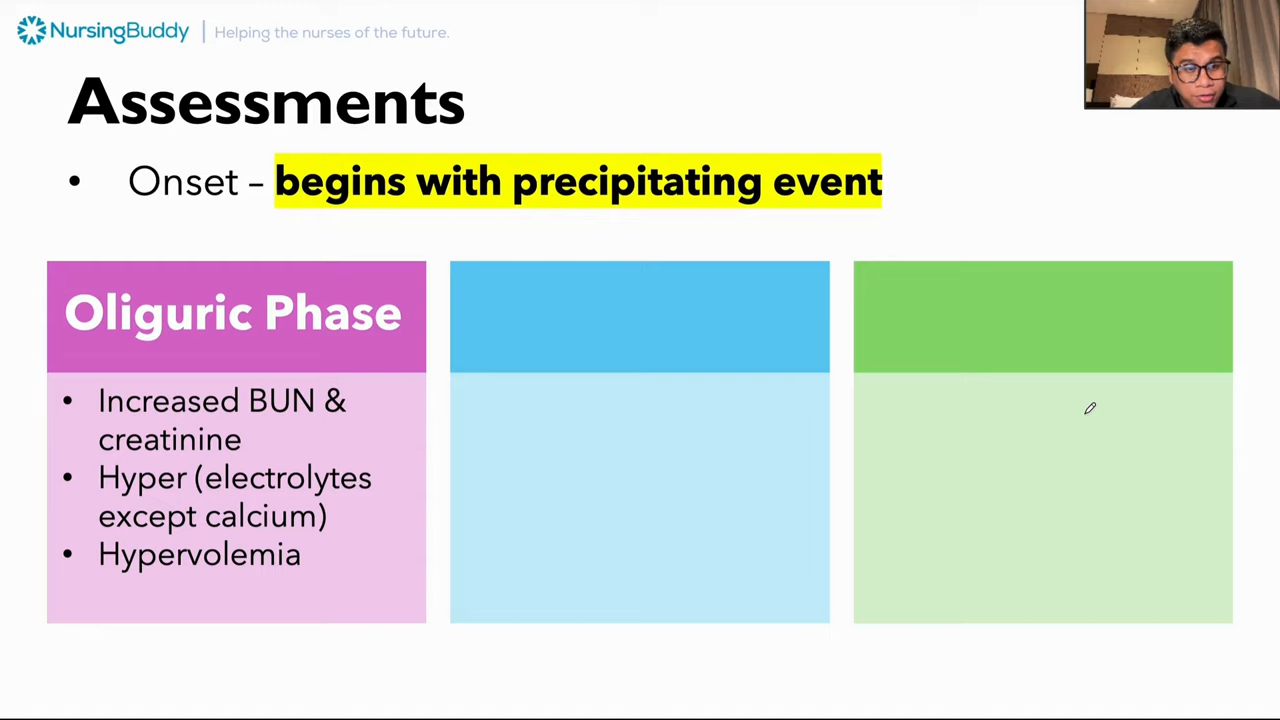 NursingBuddy | Helping the nurses of the future.
Assessments
• Onset – begins with precipitating event
Oliguric Phase
• Increased BUN &
creatinine
• Hyper (electrolytes
except calcium)
• Hypervolemia